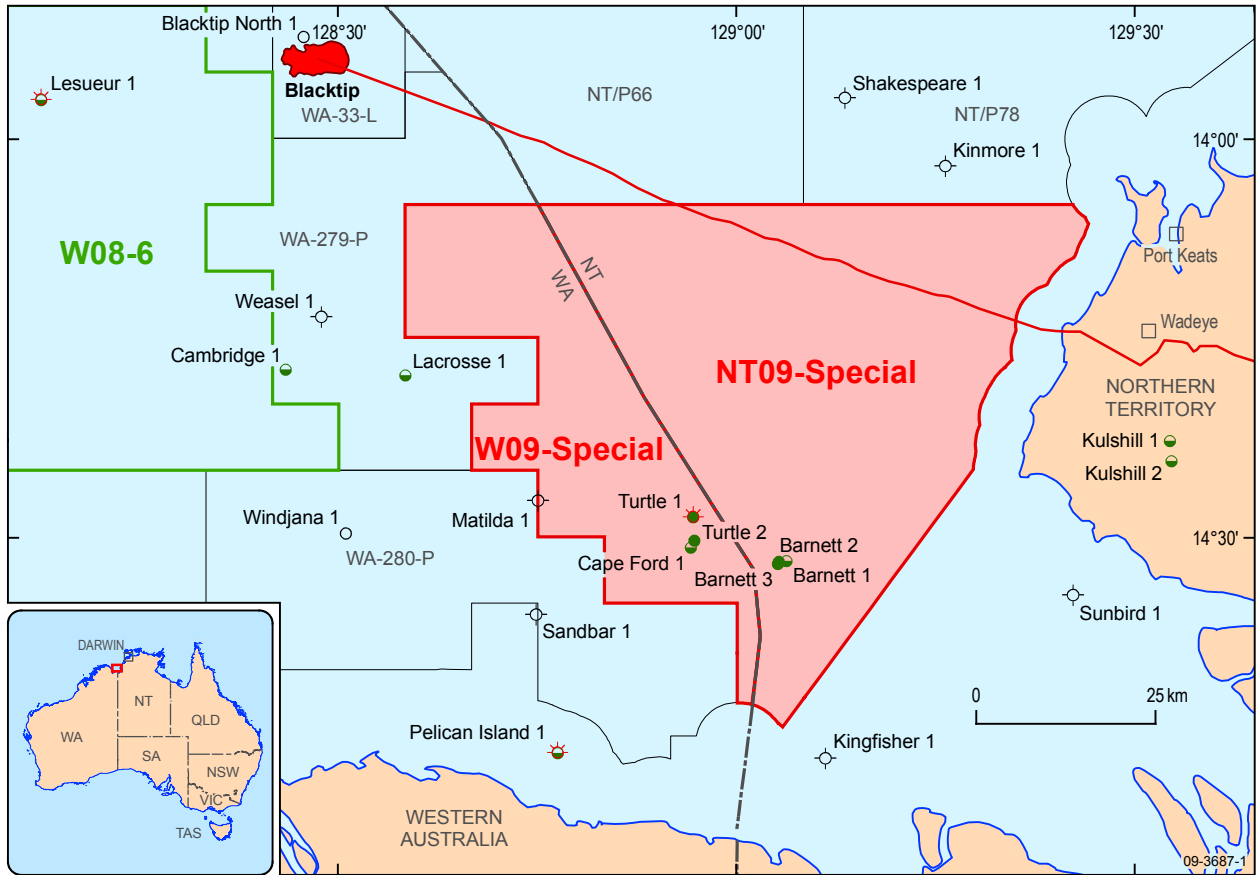 Blacktip North 1
128°30'
129°00'
129°30'
Lesueur 1
Blacktip
WA-33-L
NT/P66
Shakespeare 1
NT/P78
Kinmore 1
14°00'
W08-6
WA-279-P
NT
WA
Port Keats
Weasel 1
Wadeye
Cambridge 1
Lacrosse 1
NT09-Special
NORTHERN
TERRITORY
W09-Special
Kulshill 1
Kulshill 2
Turtle 1
Matilda 1
Windjana 1
WA-280-P
Turtle 2
Cape Ford 1
Barnett 2
Barnett 3
Barnett 1
14°30'
Sunbird 1
Sandbar 1
0
25 km
Pelican Island 1
Kingfisher 1
WESTERN
AUSTRALIA
DARWIN
NT
WA
QLD
SA
NSW
VIC
TAS
09-3687-1